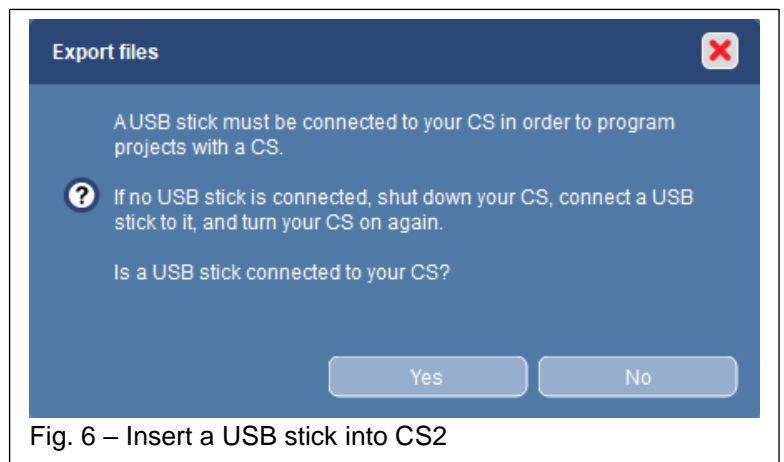 Export files
A USB stick must be connected to your CS in order to program
projects with a CS.
If no USB stick is connected, shut down your CS, connect a USB
stick to it, and turn your CS on again.
Is a USB stick connected to your CS?
Yes
No
Fig. 6 – Insert a USB stick into CS2